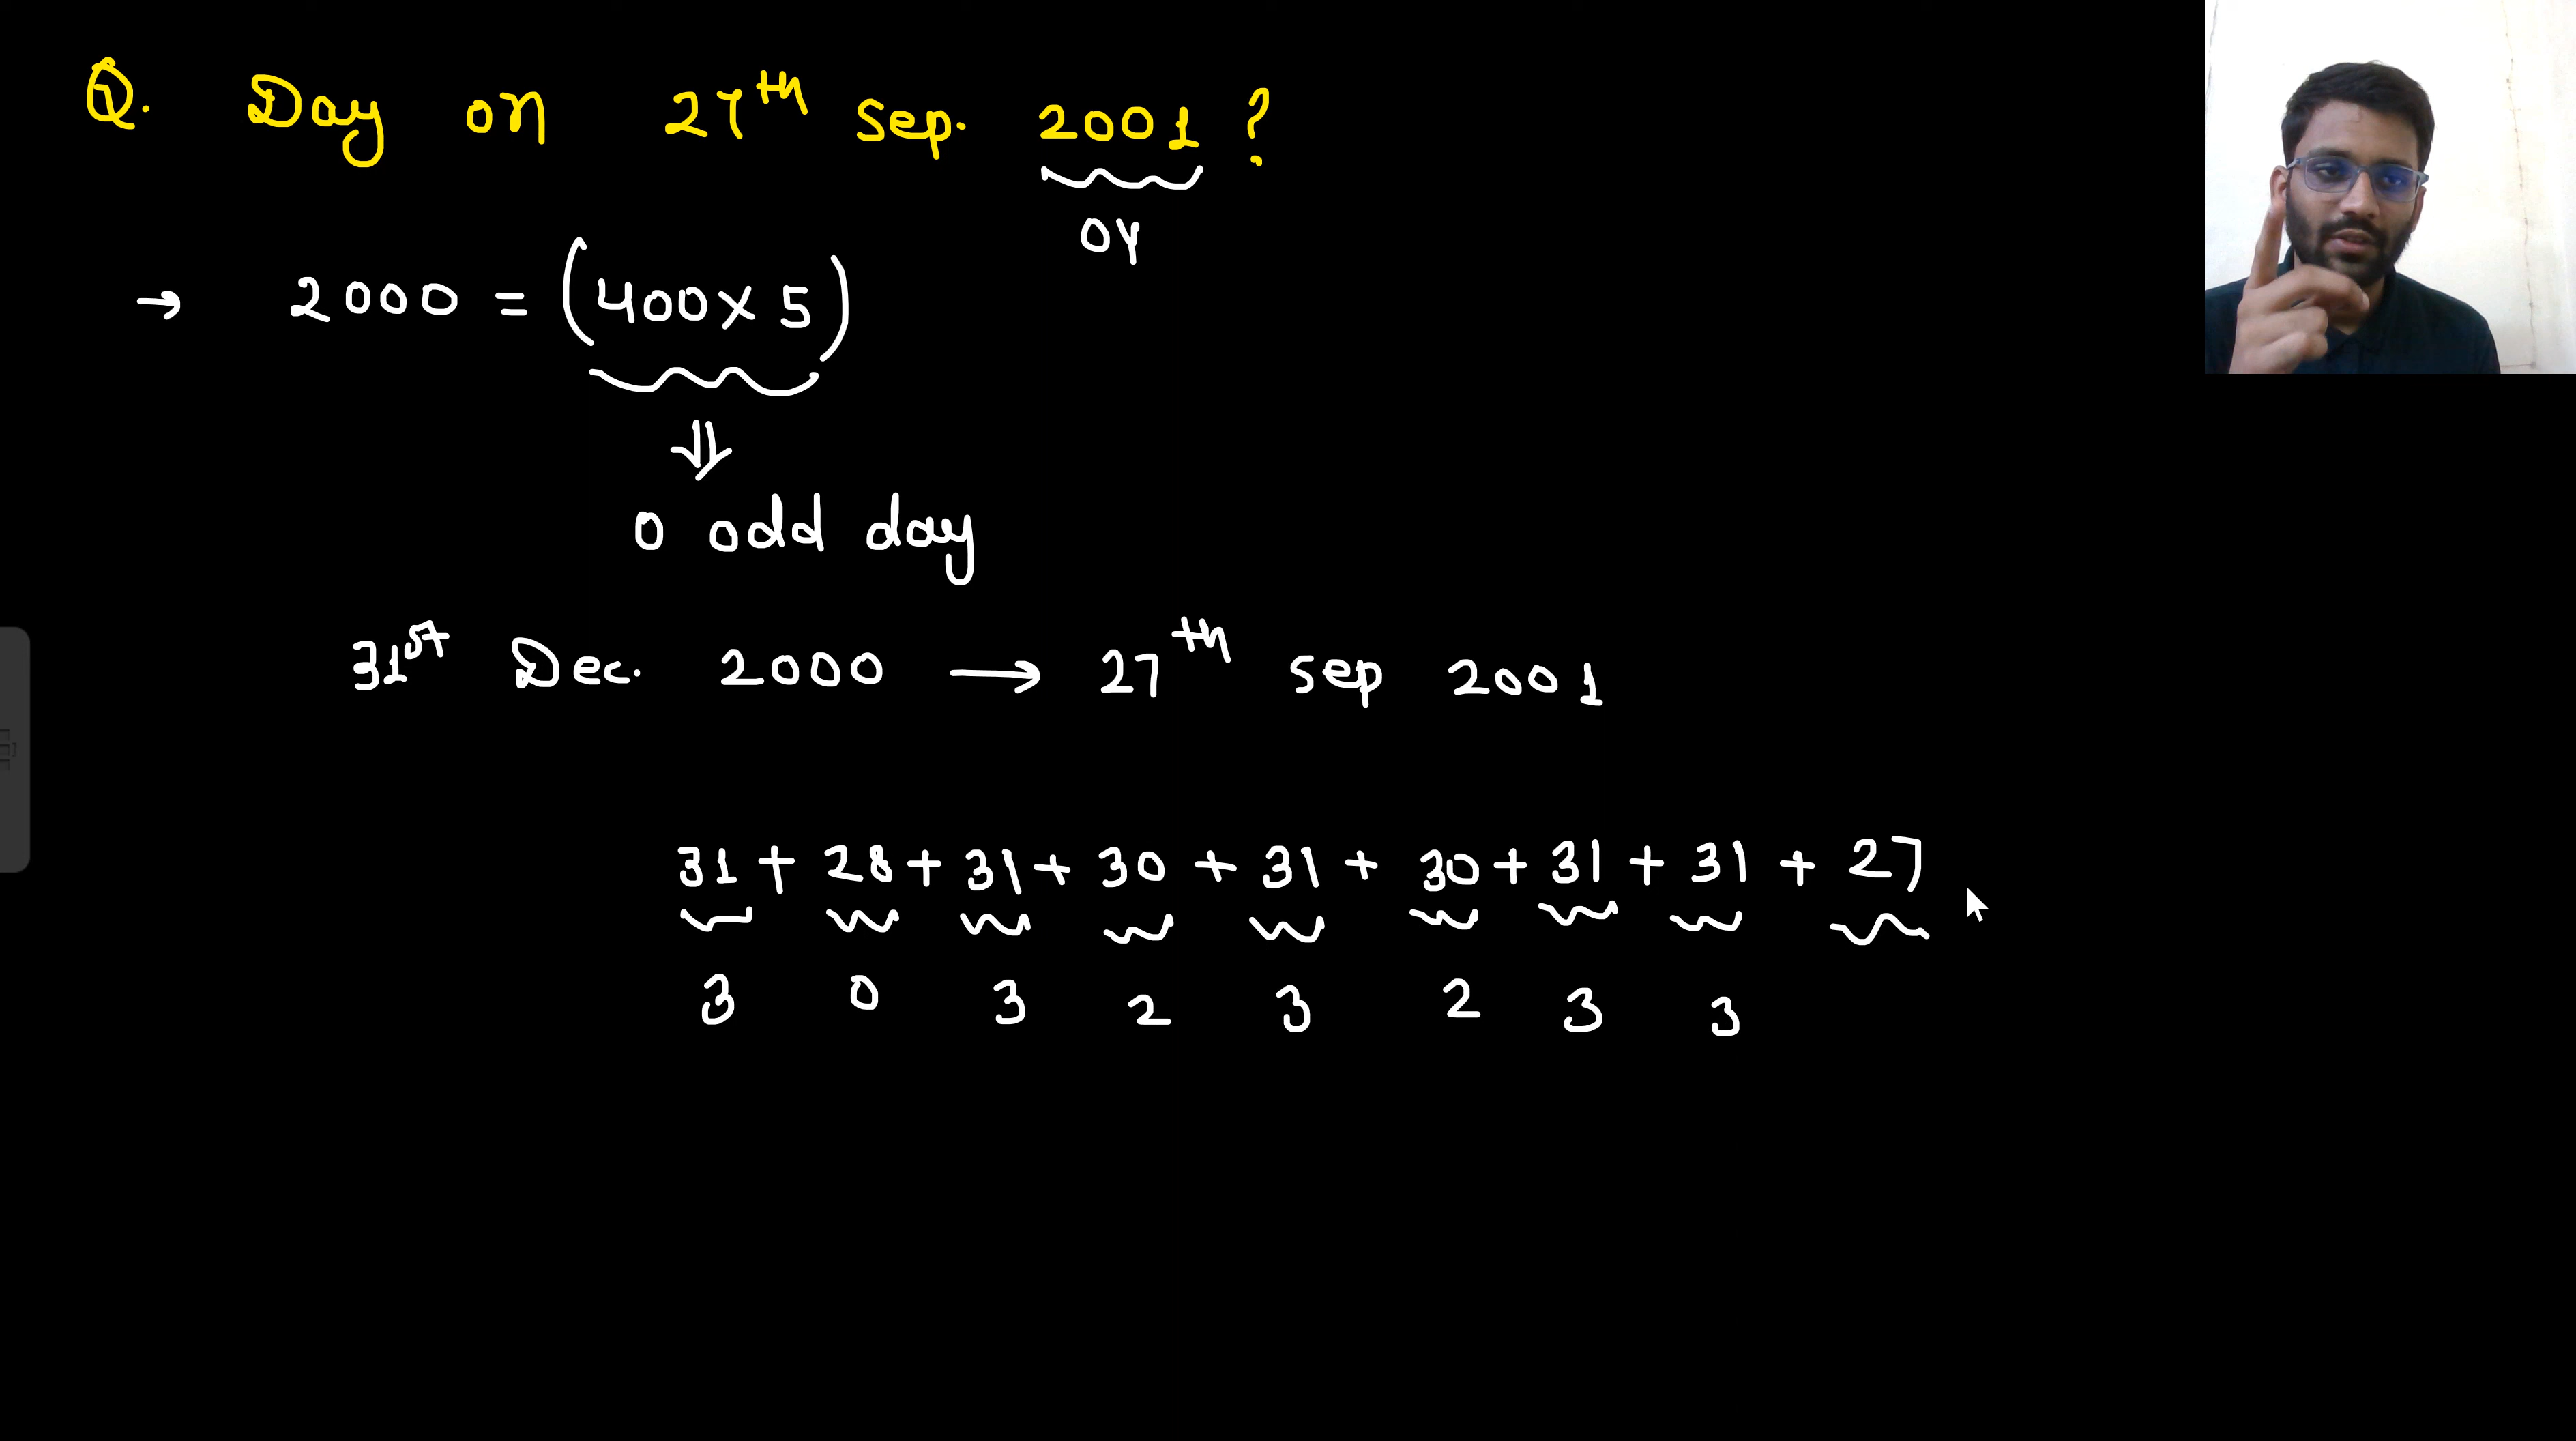 Q. Day on 27th Sep. 2001 ?
OY
→ 2000 = (400 × 5)
⇓
0 odd day
31st Dec. 2000 → 27th Sep 2001
31 + 28 + 31 + 30 + 31 + 30 + 31 + 31 + 27
3 0 3 2 3 2 3 3